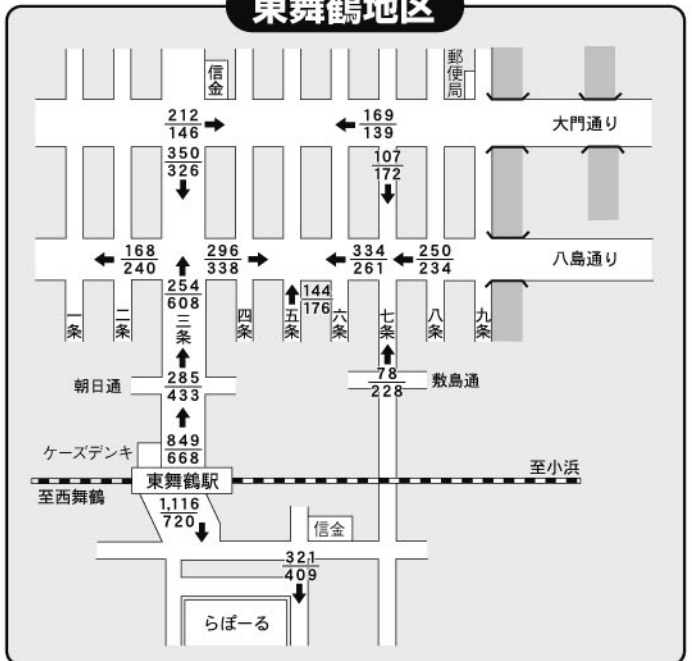 東舞鶴地区
信金
郵便局
212
146
169
139
大門通り
350
326
107
172
168
240
296
338
334
261
250
234
八島通り
254
608
144
176
一条
二条
三条
四条
五条
六条
七条
八条
九条
朝日通
285
433
78
228
敷島通
ケーズデンキ
849
668
東舞鶴駅
至小浜
至西舞鶴
1,116
720
信金
321
409
らぽーる